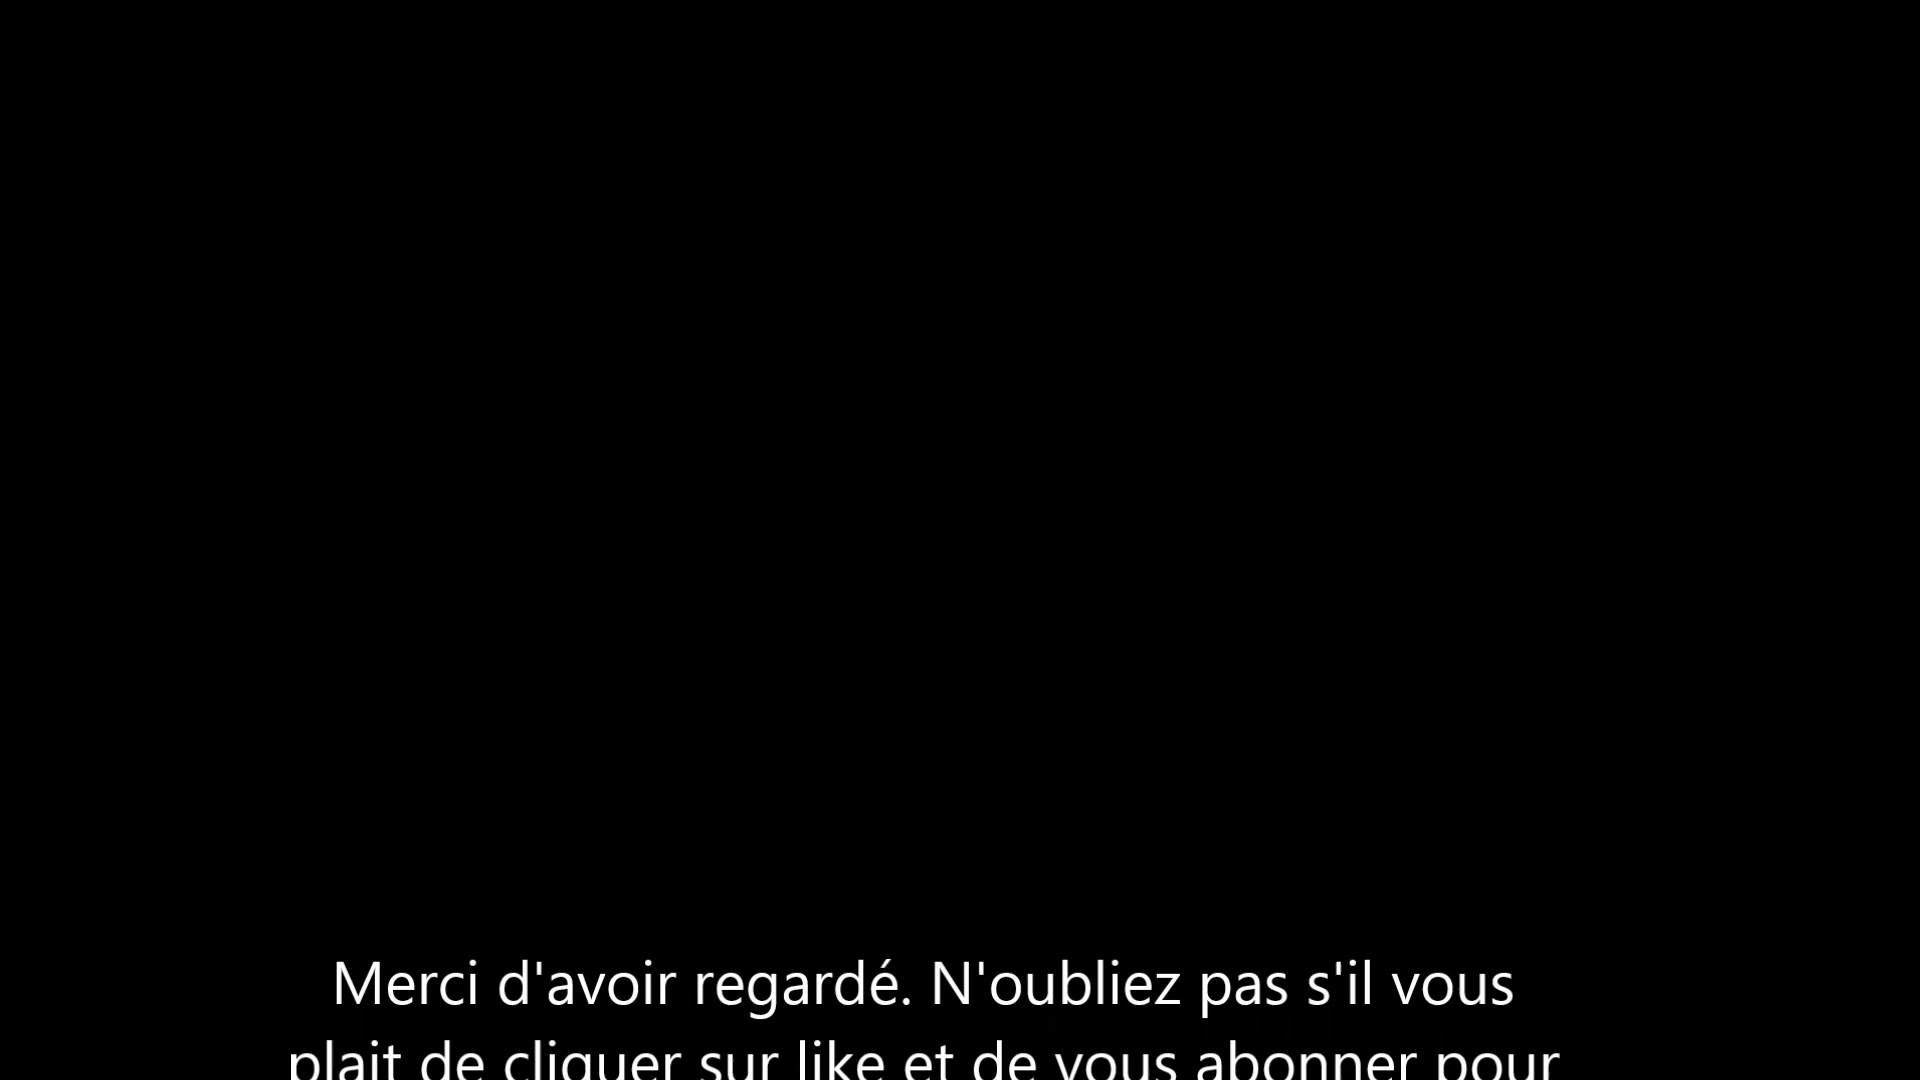 Merci d'avoir regardé. N'oubliez pas s'il vous
plait de cliquer sur like et de vous abonner pour